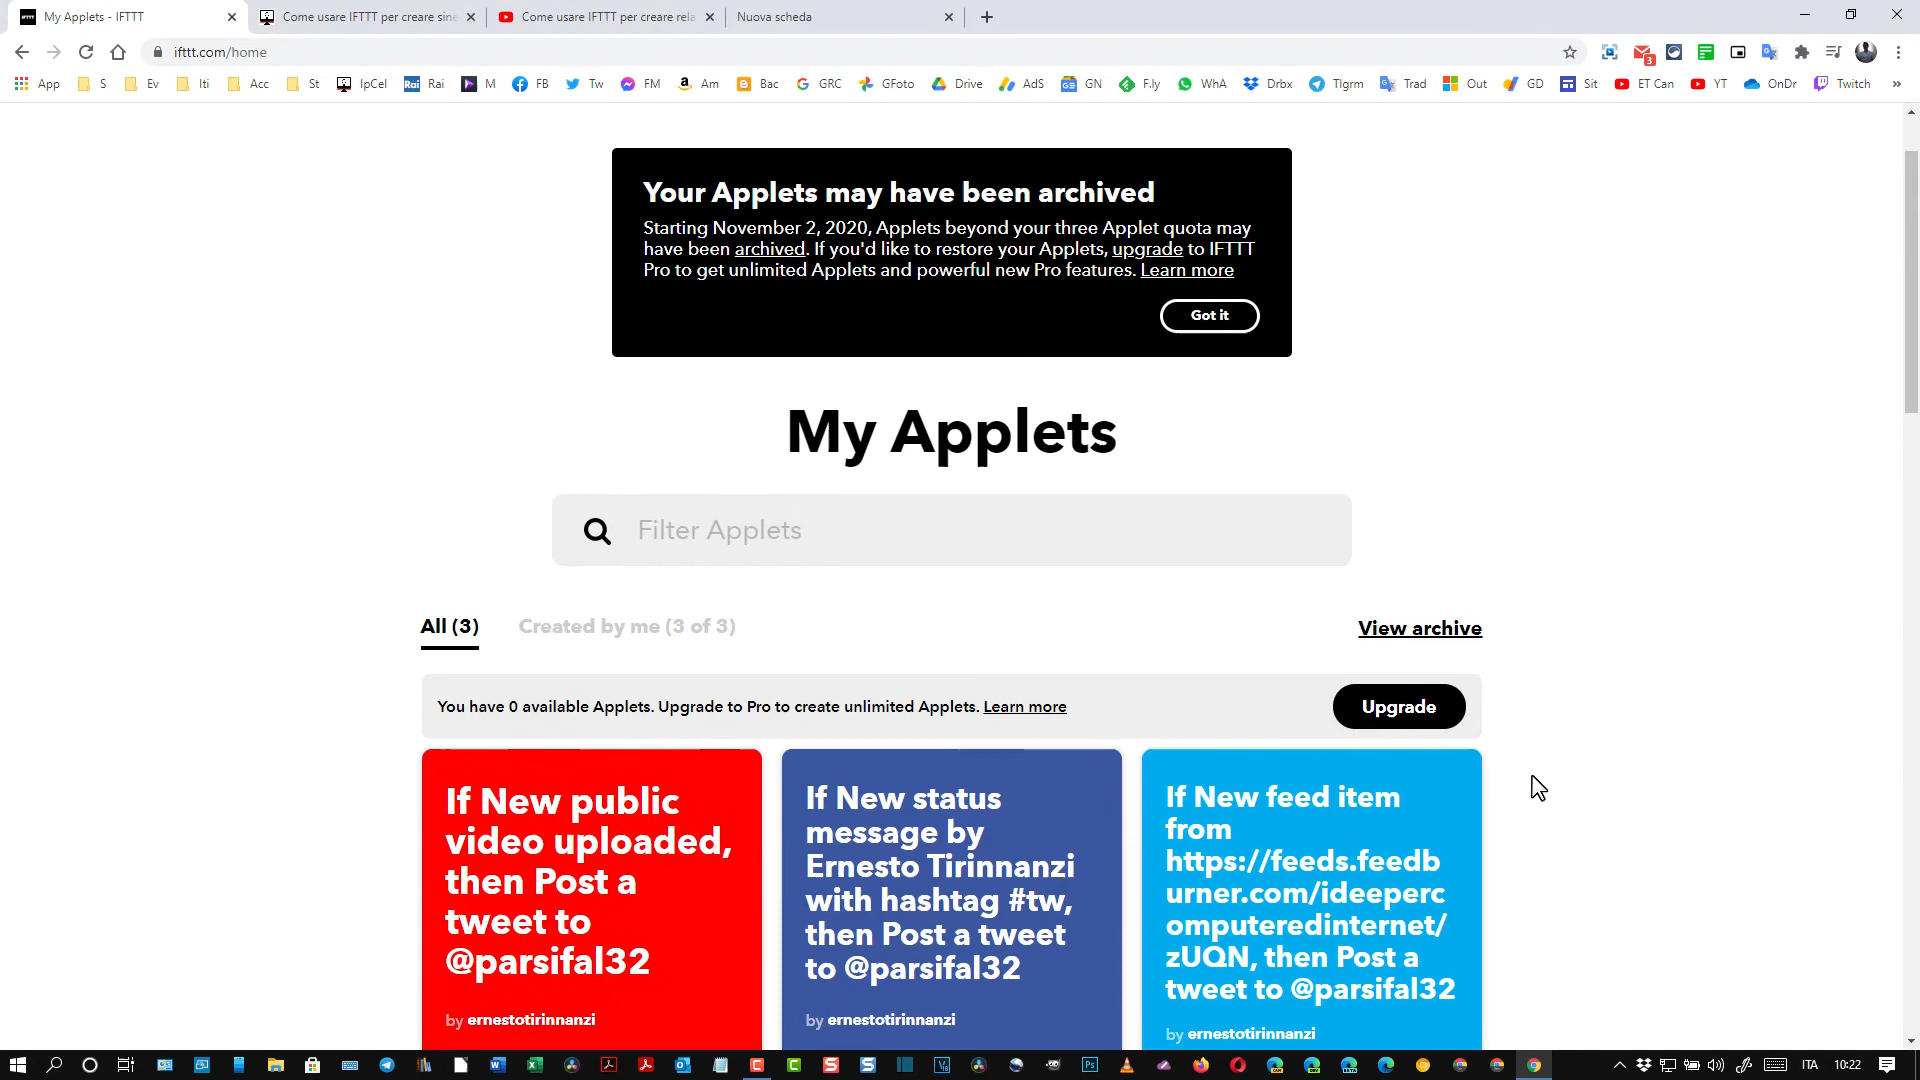 My Applets - IFTTT
Come usare IFTTT per creare sine
Come usare IFTTT per creare rela
Nuova scheda
ifttt.com/home
3
App S Ev Iti Acc St IpCel Rai M FB Tw FM Am Bac GRC GFoto Drive AdS GN F.ly WhA Drbx Tlgrm Trad Out GD Sit ET Can YT OnDr Twitch »
Your Applets may have been archived
Starting November 2, 2020, Applets beyond your three Applet quota may
have been archived. If you'd like to restore your Applets, upgrade to IFTTT
Pro to get unlimited Applets and powerful new Pro features. Learn more
Got it
My Applets
Filter Applets
All (3)
Created by me (3 of 3)
View archive
You have 0 available Applets. Upgrade to Pro to create unlimited Applets. Learn more
Upgrade
If New public
video uploaded,
then Post a
tweet to
@parsifal32
by ernestotirinnanzi
If New status
message by
Ernesto Tirinnanzi
with hashtag #tw,
then Post a tweet
to @parsifal32
by ernestotirinnanzi
If New feed item
from
https://feeds.feedb
urner.com/ideeperc
omputeredinternet/
zUQN, then Post a
tweet to @parsifal32
by ernestotirinnanzi
ITA
10:22